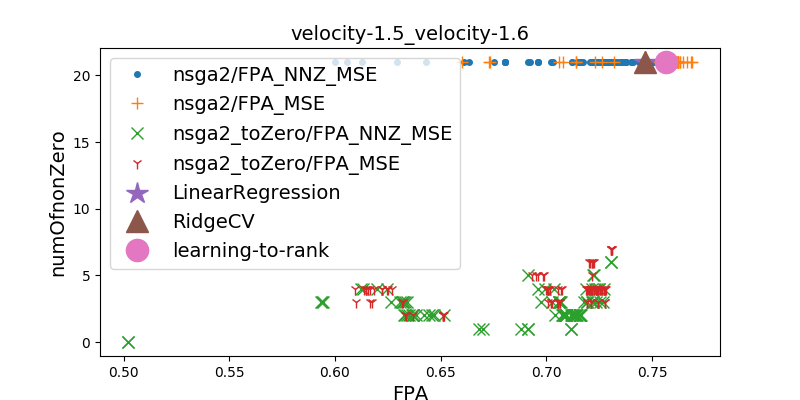 velocity-1.5_velocity-1.6
numOfnonZero
20
15
10
5
0
nsga2/FPA_NNZ_MSE
nsga2/FPA_MSE
nsga2_toZero/FPA_NNZ_MSE
nsga2_toZero/FPA_MSE
LinearRegression
RidgeCV
learning-to-rank
0.50 0.55 0.60 0.65 0.70 0.75
FPA